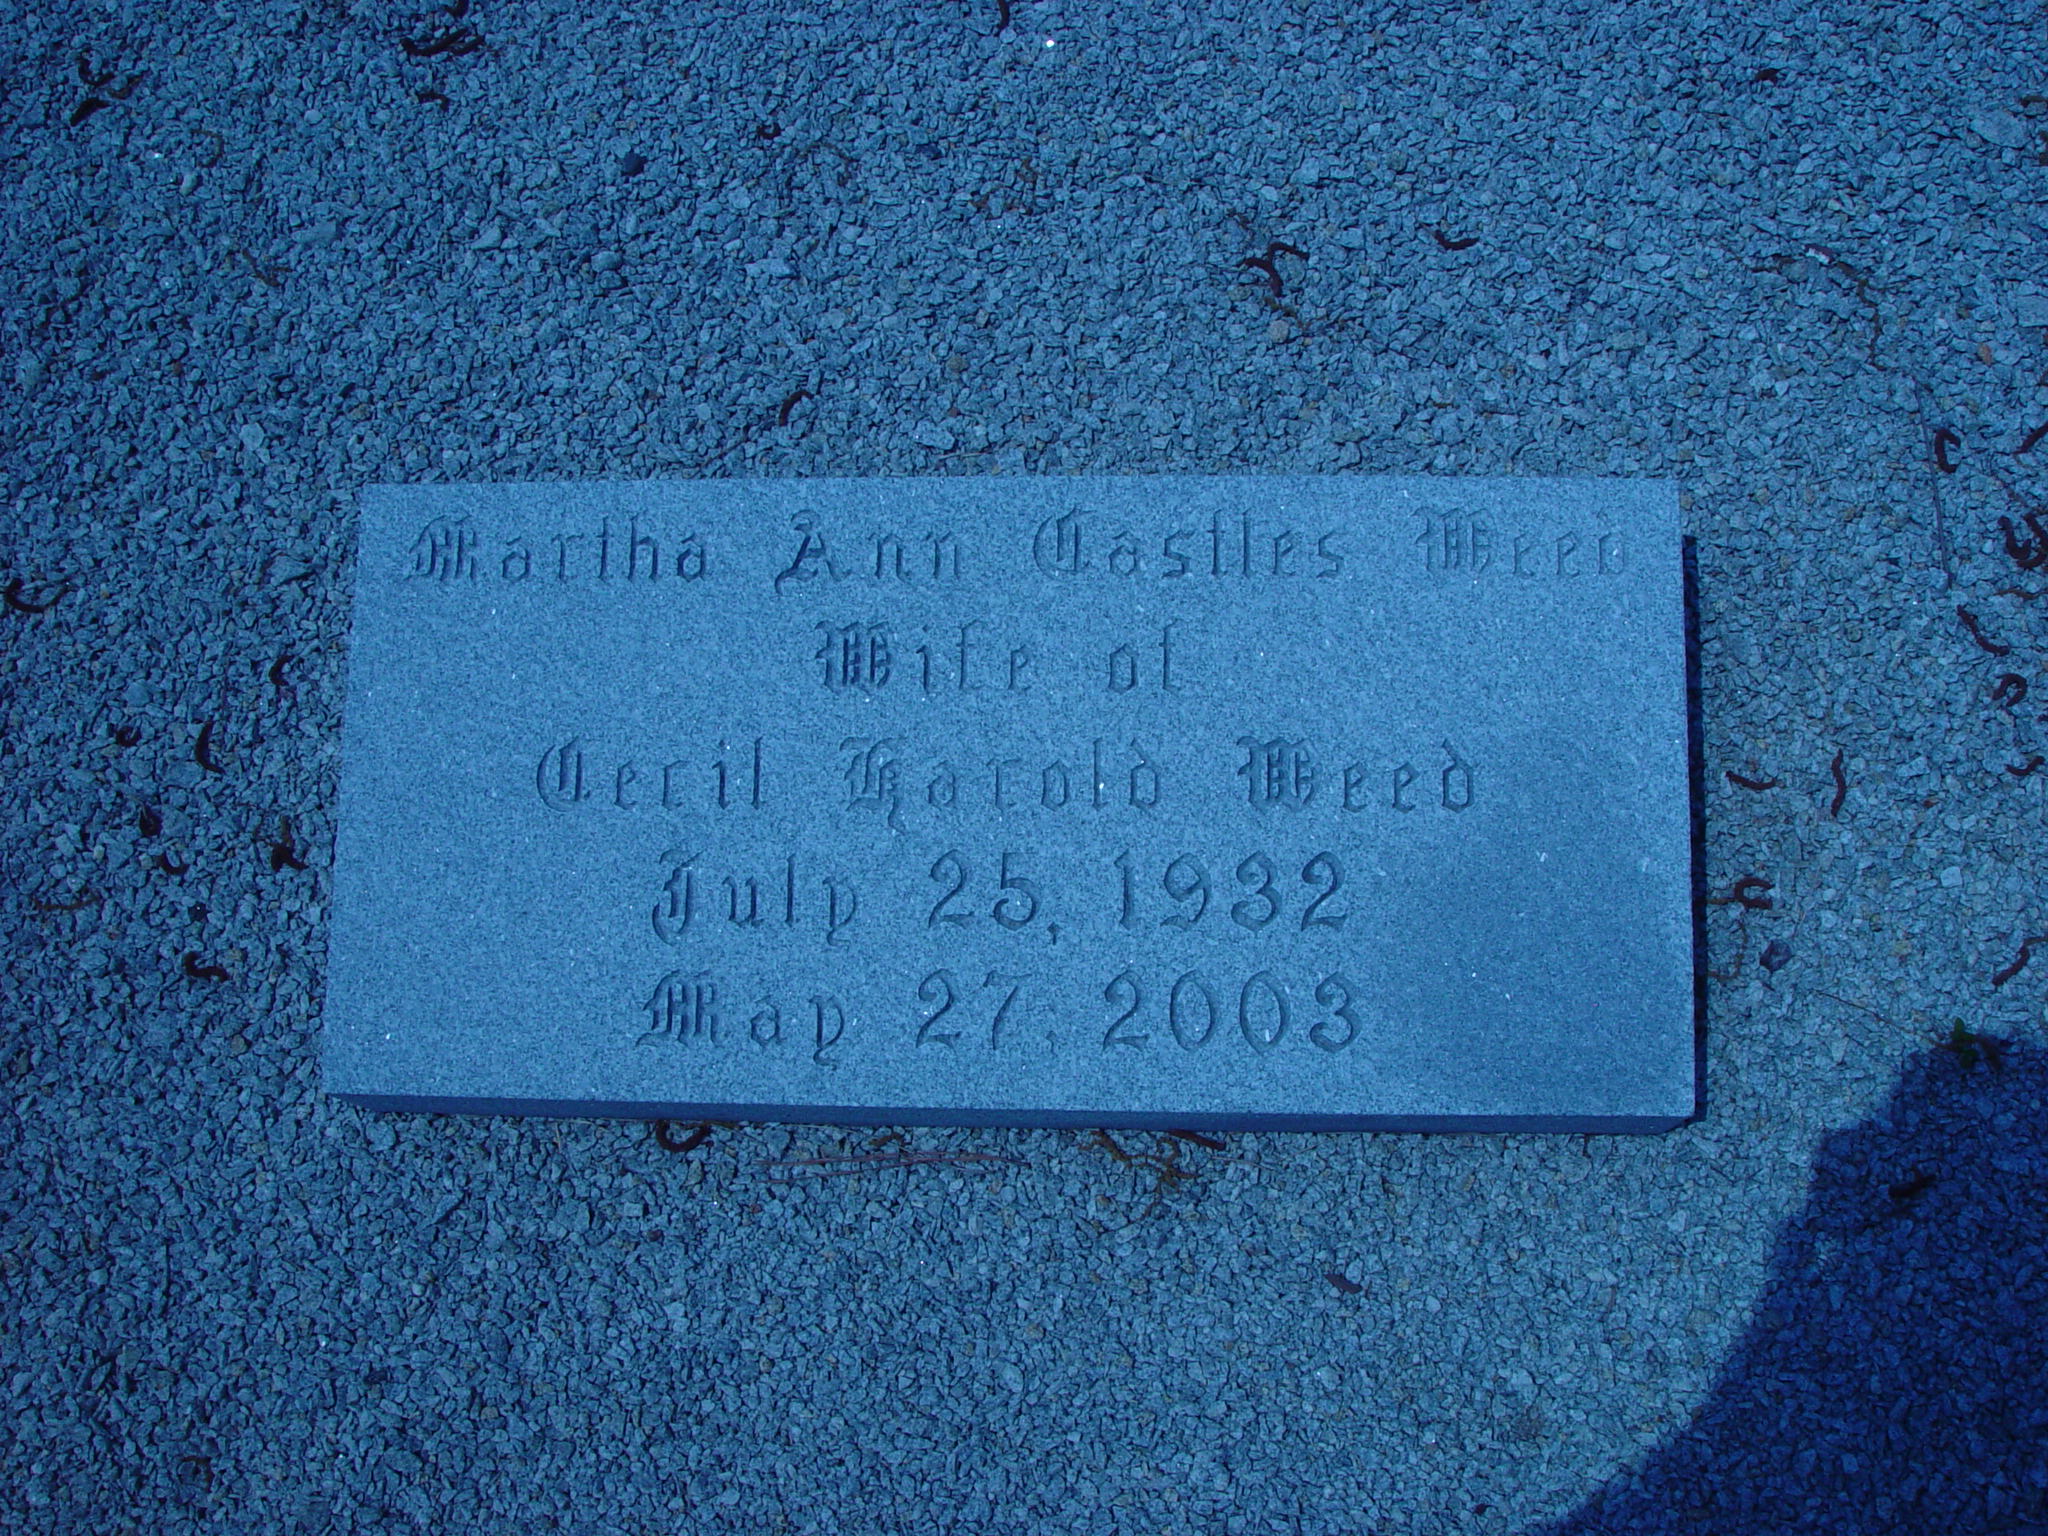 Martha Ann Castles Weed
Wife of
Cecil Harold Weed
July 25, 1932
May 27, 2003